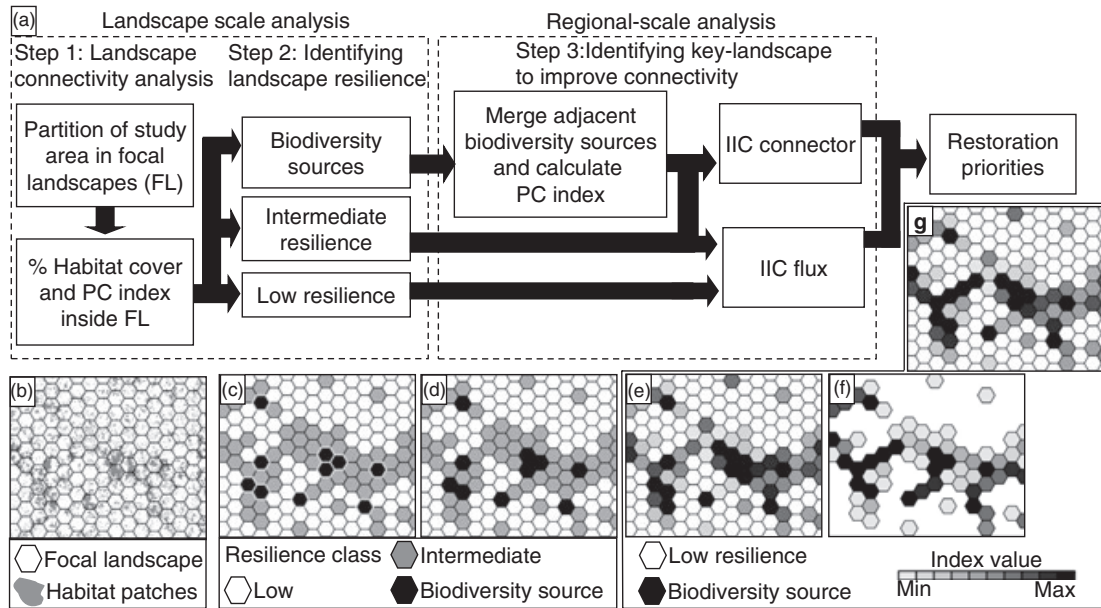 (a)
Landscape scale analysis
Regional-scale analysis
Step 1: Landscape
connectivity analysis
Step 2: Identifying
landscape resilience
Step 3:Identifying key-landscape
to improve connectivity
Partition of study
area in focal
landscapes (FL)
% Habitat cover
and PC index
inside FL
Biodiversity
sources
Intermediate
resilience
Low resilience
Merge adjacent
biodiversity sources
and calculate
PC index
IIC connector
IIC flux
Restoration
priorities
g
(b)
(c)
(d)
(e)
(f)
Focal landscape
Habitat patches
Resilience class
Low
Intermediate
Biodiversity source
Low resilience
Biodiversity source
Index value
Min
Max